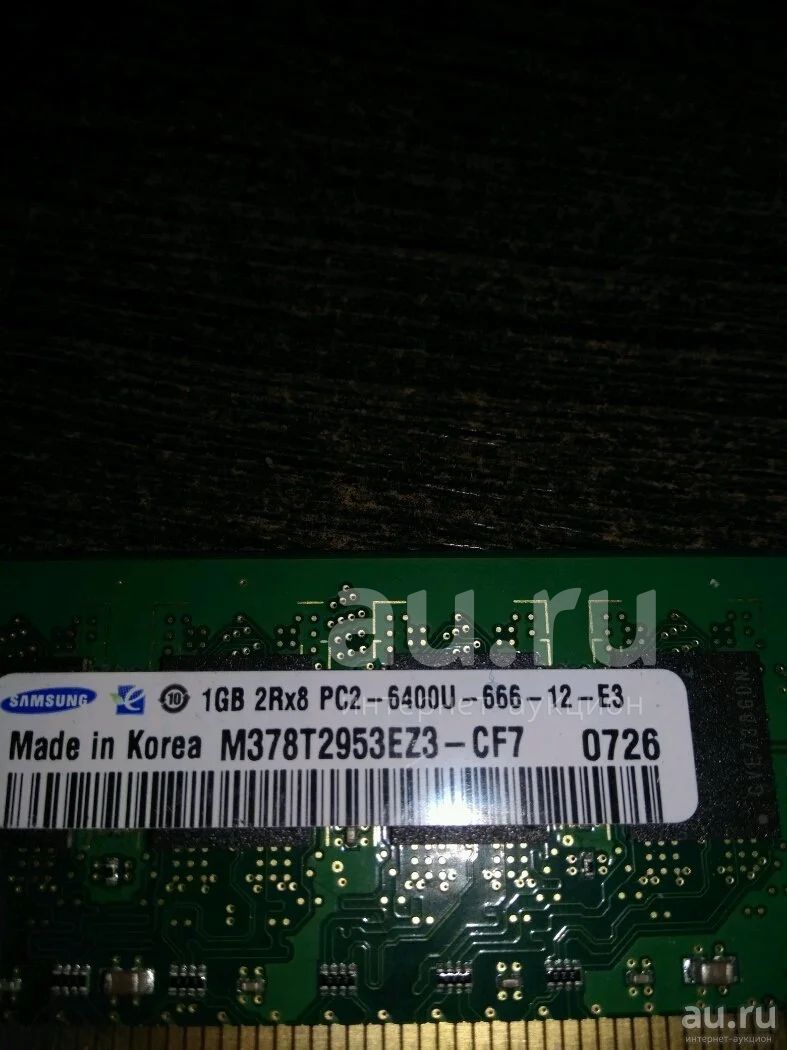 au.ru
интернет-аукцион
SAMSUNG 10 1GB 2Rx8 PC2-6400U-666-12-E3
Made in Korea M378T2953EZ3-CF7 0726
au.ru
интернет-аукцион